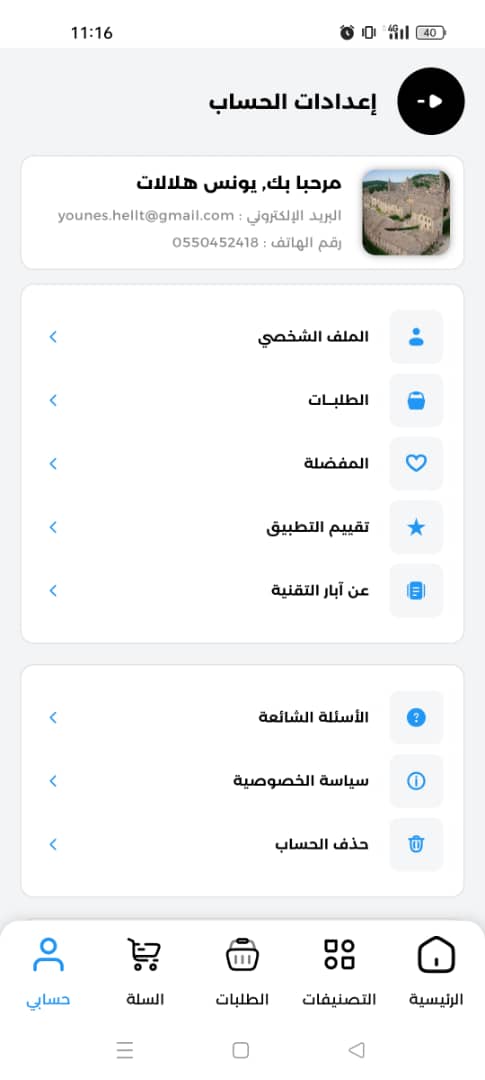 11:16
4G
40
إعدادات الحساب
مرحبا بك, يونس هلالات
البريد الإلكتروني : younes.hellt@gmail.com
رقم الهاتف : 0550452418
الملف الشخصي
الطلبـات
المفضلة
تقييم التطبيق
عن آبار التقنية
الأسئلة الشائعة
سياسة الخصوصية
حذف الحساب
الرئيسية
التصنيفات
الطلبات
السلة
حسابي